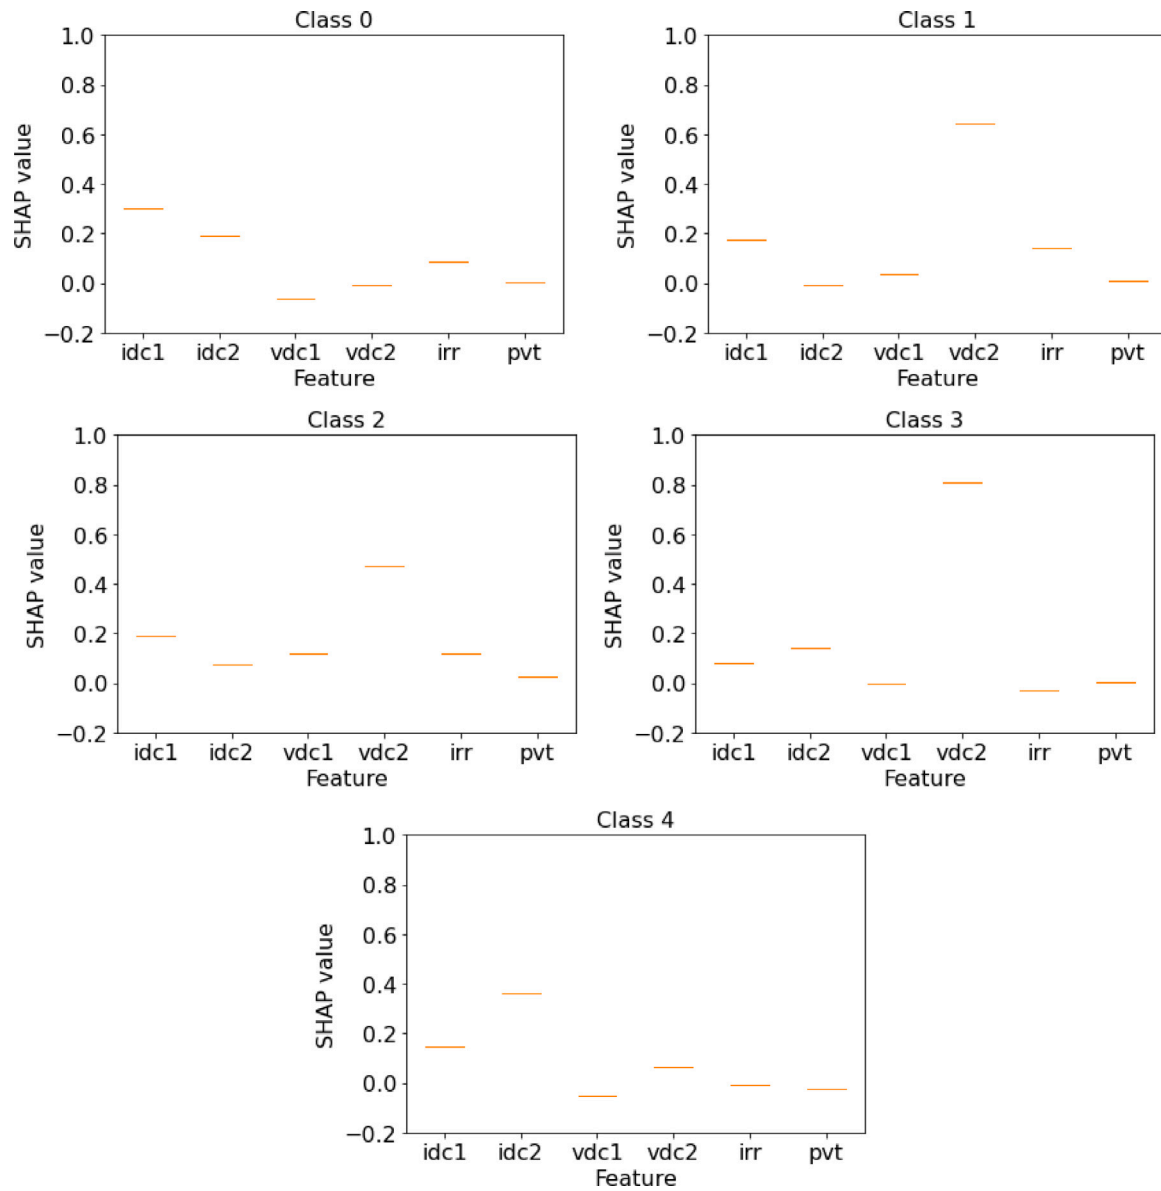 Class 0
1.0
0.8
0.6
0.4
0.2
0.0
−0.2
SHAP value
idc1 idc2 vdc1 vdc2 irr pvt
Feature
Class 1
1.0
0.8
0.6
0.4
0.2
0.0
−0.2
SHAP value
idc1 idc2 vdc1 vdc2 irr pvt
Feature
Class 2
1.0
0.8
0.6
0.4
0.2
0.0
−0.2
SHAP value
idc1 idc2 vdc1 vdc2 irr pvt
Feature
Class 3
1.0
0.8
0.6
0.4
0.2
0.0
−0.2
SHAP value
idc1 idc2 vdc1 vdc2 irr pvt
Feature
Class 4
1.0
0.8
0.6
0.4
0.2
0.0
−0.2
SHAP value
idc1 idc2 vdc1 vdc2 irr pvt
Feature